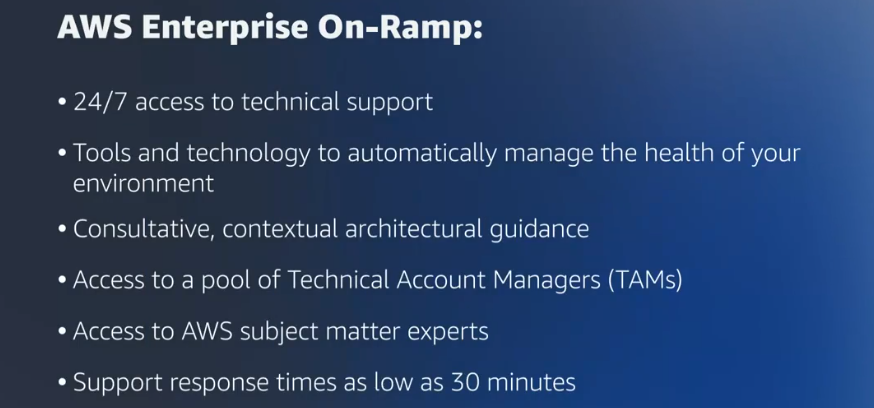 AWS Enterprise On-Ramp:
• 24/7 access to technical support
• Tools and technology to automatically manage the health of your
environment
• Consultative, contextual architectural guidance
• Access to a pool of Technical Account Managers (TAMs)
• Access to AWS subject matter experts
• Support response times as low as 30 minutes